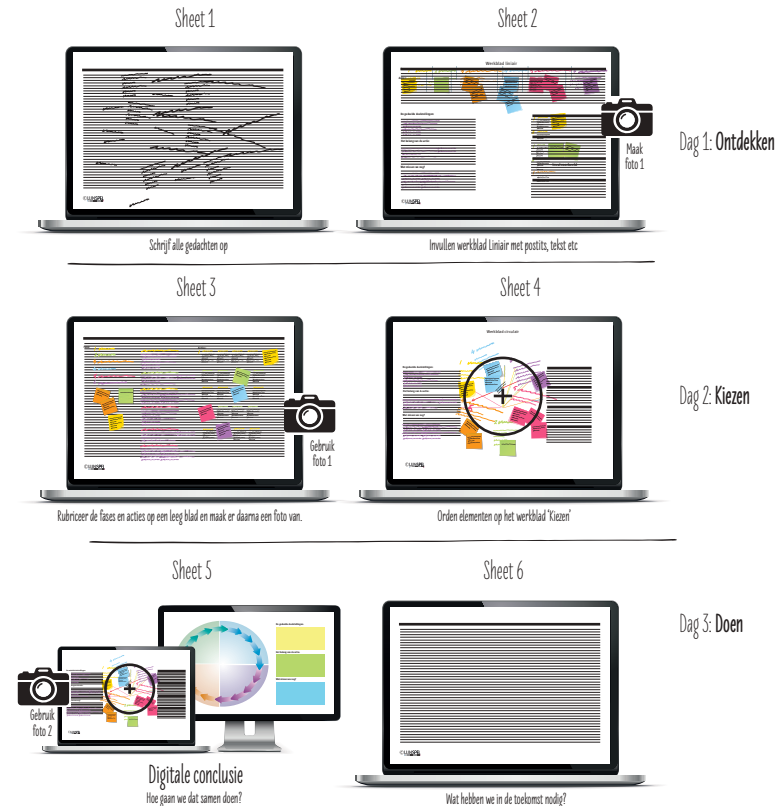 Sheet 1
Sheet 2
Werkblad liniair
Maak
foto 1
Dag 1: Ontdekken
Schrijf alle gedachten op
Invullen werkblad Liniair met postits, tekst etc
Sheet 3
Sheet 4
Werkblad circulair
Gebruik
foto 1
Dag 2: Kiezen
Rubriceer de fases en acties op een leeg blad en maak er daarna een foto van.
Orden elementen op het werkblad 'Kiezen'
Sheet 5
Sheet 6
Dag 3: Doen
Gebruik
foto 2
Digitale conclusie
Hoe gaan we dat samen doen?
Wat hebben we in de toekomst nodig?